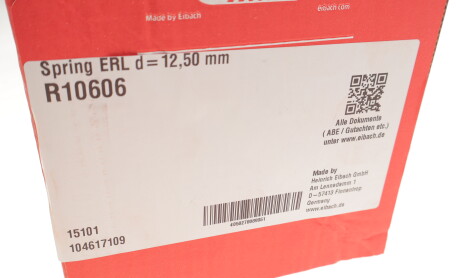 Made by Eibach
eibach.com
Spring ERL d=12,50 mm
R10606
Alle Dokumente
( ABE / Gutachten etc.)
unter www.eibach.de
Made by
Heinrich Eibach GmbH
Am Lennedamm 1
D-57413 Finnentrop
Germany
www.eibach.de
15101
104617109